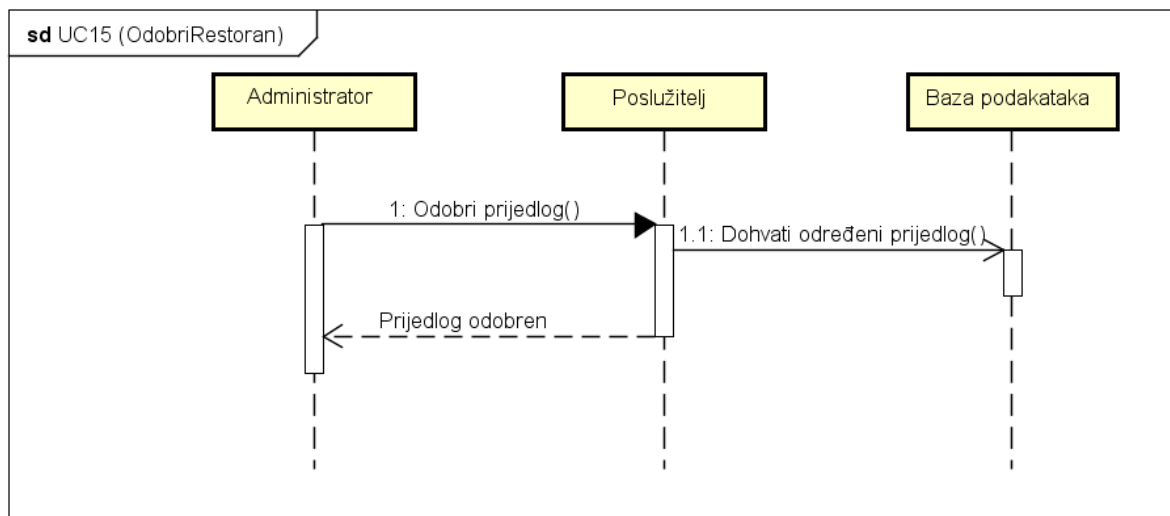 sd UC15 (OdobriRestoran)
Administrator
Poslužitelj
Baza podakataka
1: Odobri prijedlog()
1.1: Dohvati određeni prijedlog()
Prijedlog odobren